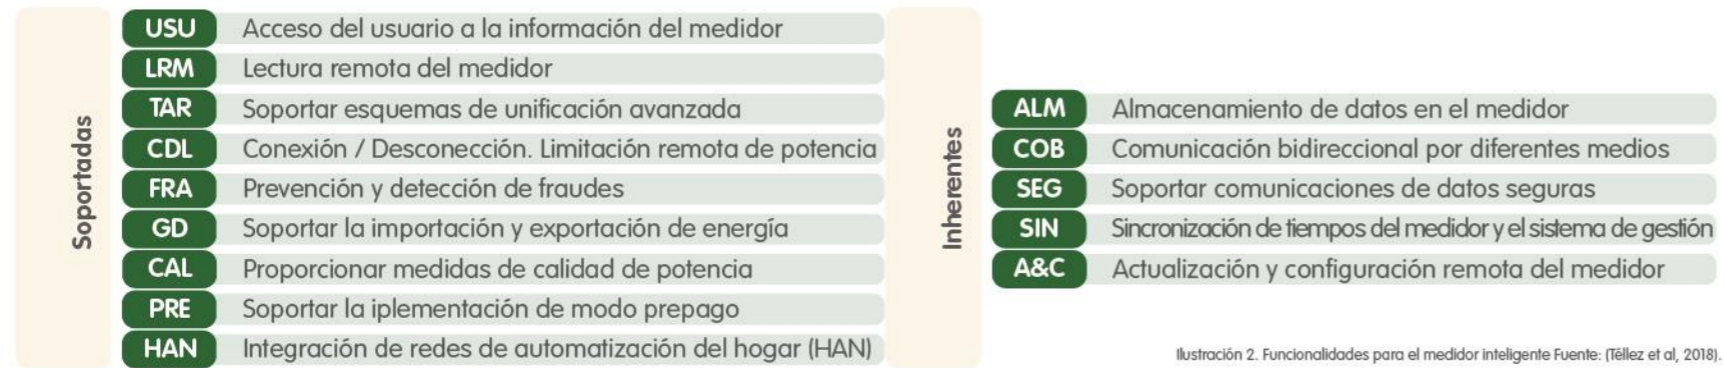 Soportadas
USU Acceso del usuario a la información del medidor
LRM Lectura remota del medidor
TAR Soportar esquemas de unificación avanzada
CDL Conexión / Desconección. Limitación remota de potencia
FRA Prevención y detección de fraudes
GD Soportar la importación y exportación de energía
CAL Proporcionar medidas de calidad de potencia
PRE Soportar la iplementación de modo prepago
HAN Integración de redes de automatización del hogar (HAN)
Inherentes
ALM Almacenamiento de datos en el medidor
COB Comunicación bidireccional por diferentes medios
SEG Soportar comunicaciones de datos seguras
SIN Sincronización de tiempos del medidor y el sistema de gestión
A&C Actualización y configuración remota del medidor
Ilustración 2. Funcionalidades para el medidor inteligente Fuente: (Téllez et al, 2018).